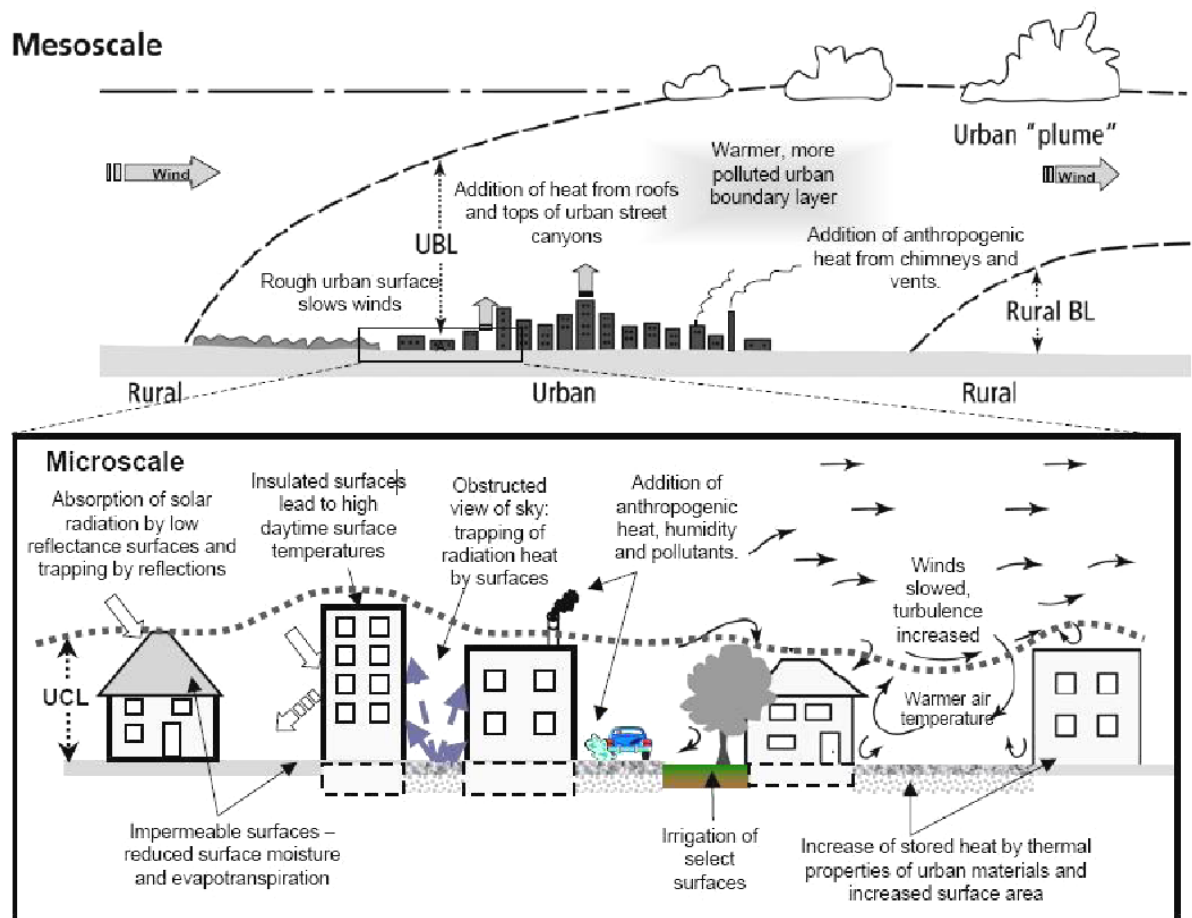 Mesoscale
Wind
UBL
Addition of heat from roofs
and tops of urban street
canyons
Warmer, more
polluted urban
boundary layer
Urban "plume"
Wind
Rough urban surface
slows winds
Addition of anthropogenic
heat from chimneys and
vents.
Rural BL
Rural
Urban
Rural
Microscale
Absorption of solar
radiation by low
reflectance surfaces and
trapping by reflections
Insulated surfaces
lead to high
daytime surface
temperatures
Obstructed
view of sky:
trapping of
radiation heat
by surfaces
Addition of
anthropogenic
heat, humidity
and pollutants.
Winds
slowed,
turbulence
increased
UCL
Warmer air
temperature
Impermeable surfaces –
reduced surface moisture
and evapotranspiration
Irrigation of
select
surfaces
Increase of stored heat by thermal
properties of urban materials and
increased surface area